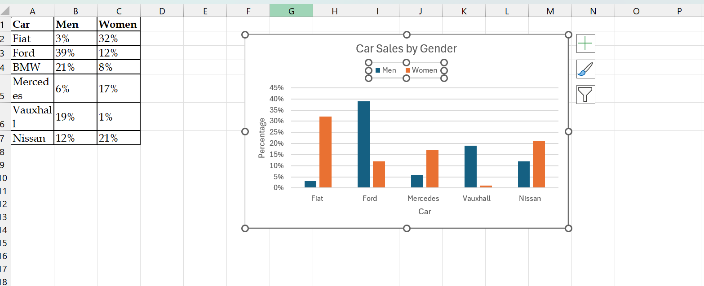 A B C D E F G H I J K L M N O P
1 Car Men Women
2 Fiat 3% 32%
3 Ford 39% 12%
4 BMW 21% 8%
Merced
5 es 6% 17%
Vauxhal
6 l 19% 1%
7 Nissan 12% 21%
8
9
10
11
12
13
14
15
16
17
18
Car Sales by Gender
Men Women
45%
40%
35%
30%
25%
20%
15%
10%
5%
0%
Percentage
Fiat Ford Mercedes Vauxhall Nissan
Car